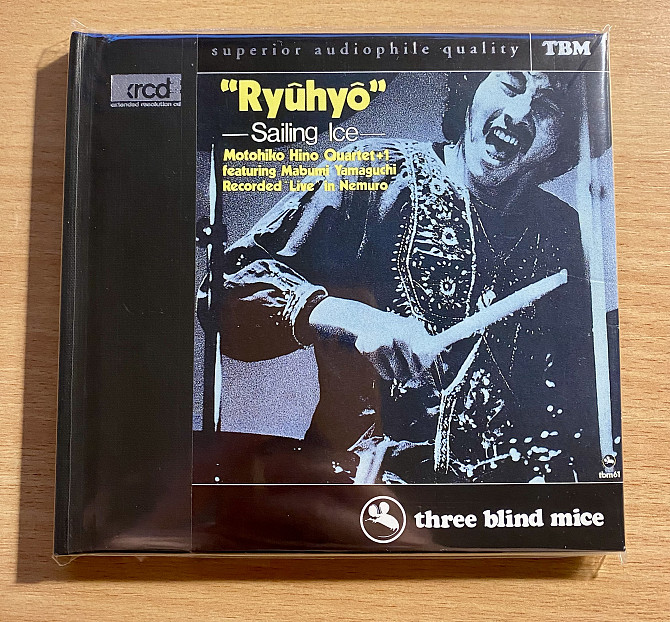 superior audiophile quality TBM
xrcd
extended resolution cd
"Ryûhyô"
—Sailing Ice—
Motohiko Hino Quartet+1
featuring Mabumi Yamaguchi
Recorded "Live" in Nemuro
tbm61
three blind mice